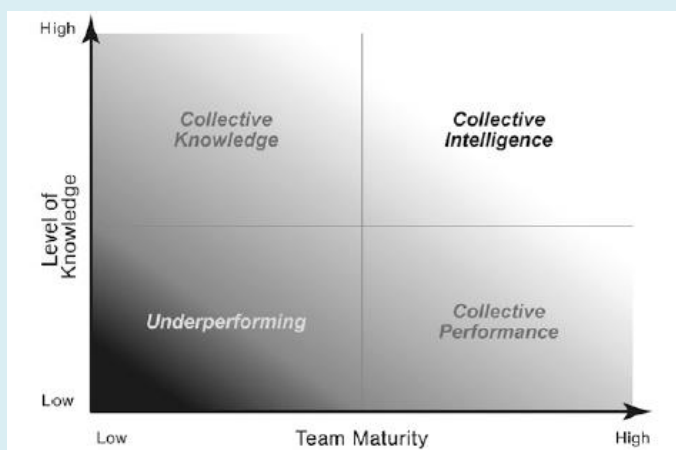 High
Collective
Knowledge
Collective
Intelligence
Level of
Knowledge
Underperforming
Collective
Performance
Low
Low
Team Maturity
High